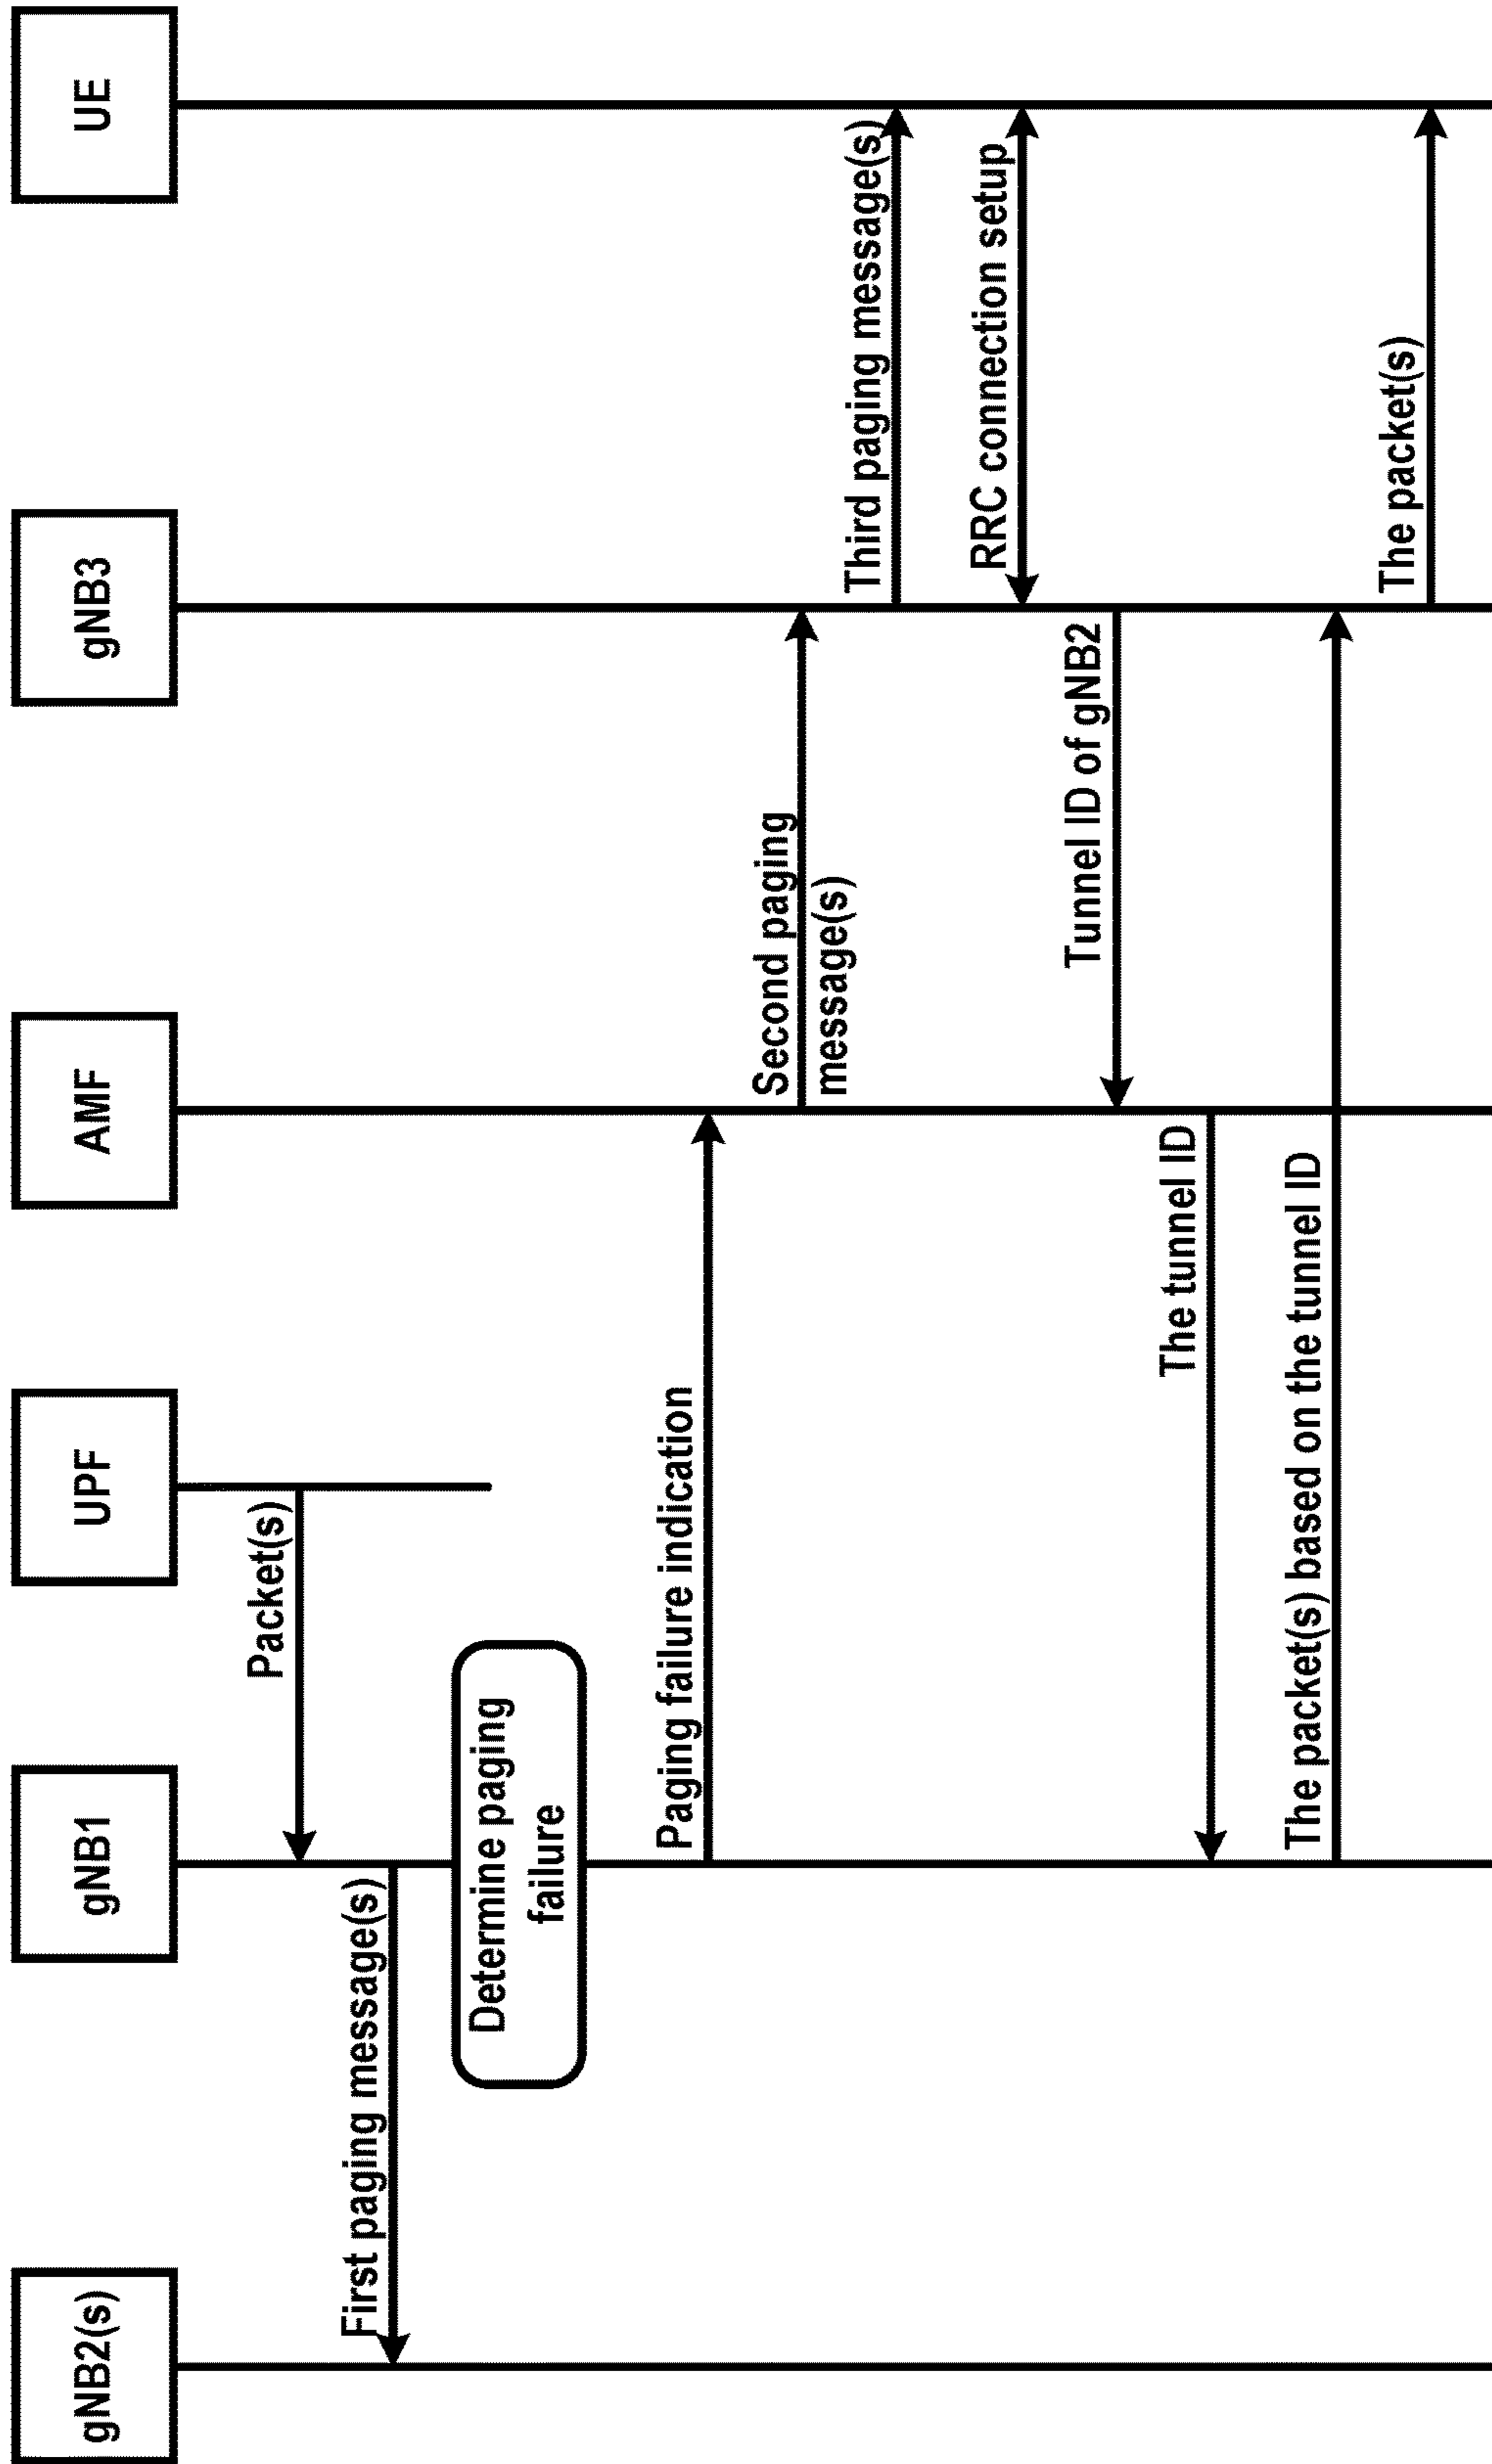 gNB2(s)
gNB1
UPF
AMF
gNB3
UE
Packet(s)
First paging message(s)
Determine paging
failure
Paging failure indication
Second paging
message(s)
Third paging message(s)
RRC connection setup
Tunnel ID of gNB2
The tunnel ID
The packet(s) based on the tunnel ID
The packet(s)